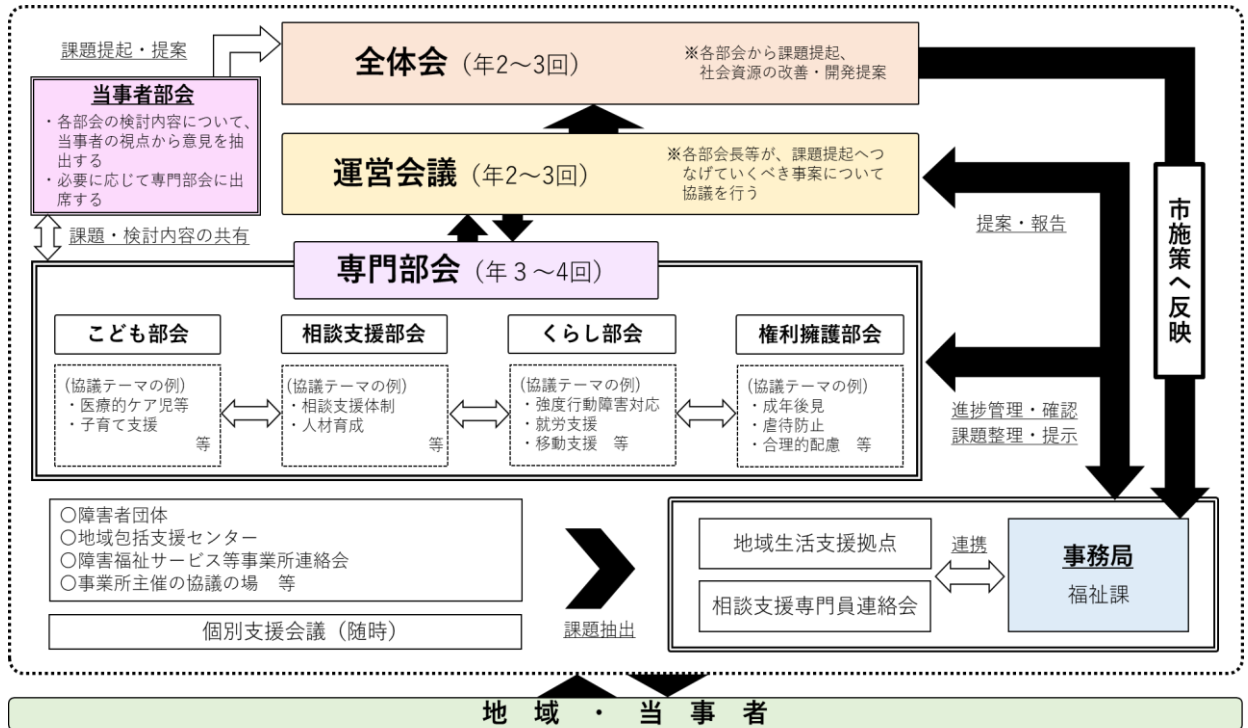 課題提起・提案
全体会（年2～3回）
※各部会から課題提起、
社会資源の改善・開発提案
当事者部会
・各部会の検討内容について、
当事者の視点から意見を抽
出する
・必要に応じて専門部会に出
席する
運営会議（年2～3回）
※各部会長等が、課題提起へつ
なげていくべき事案について
協議を行う
課題・検討内容の共有
提案・報告
市施策へ反映
専門部会（年３～4回）
こども部会
(協議テーマの例)
・医療的ケア児等
・子育て支援
等
相談支援部会
(協議テーマの例)
・相談支援体制
・人材育成
等
くらし部会
(協議テーマの例)
・強度行動障害対応
・就労支援
・移動支援　等
権利擁護部会
(協議テーマの例)
・成年後見
・虐待防止
・合理的配慮　等
進捗管理・確認
課題整理・提示
〇障害者団体
〇地域包括支援センター
〇障害福祉サービス等事業所連絡会
〇事業所主催の協議の場　等
個別支援会議（随時）
課題抽出
地域生活支援拠点
相談支援専門員連絡会
連携
事務局
福祉課
地　域　・　当　事　者